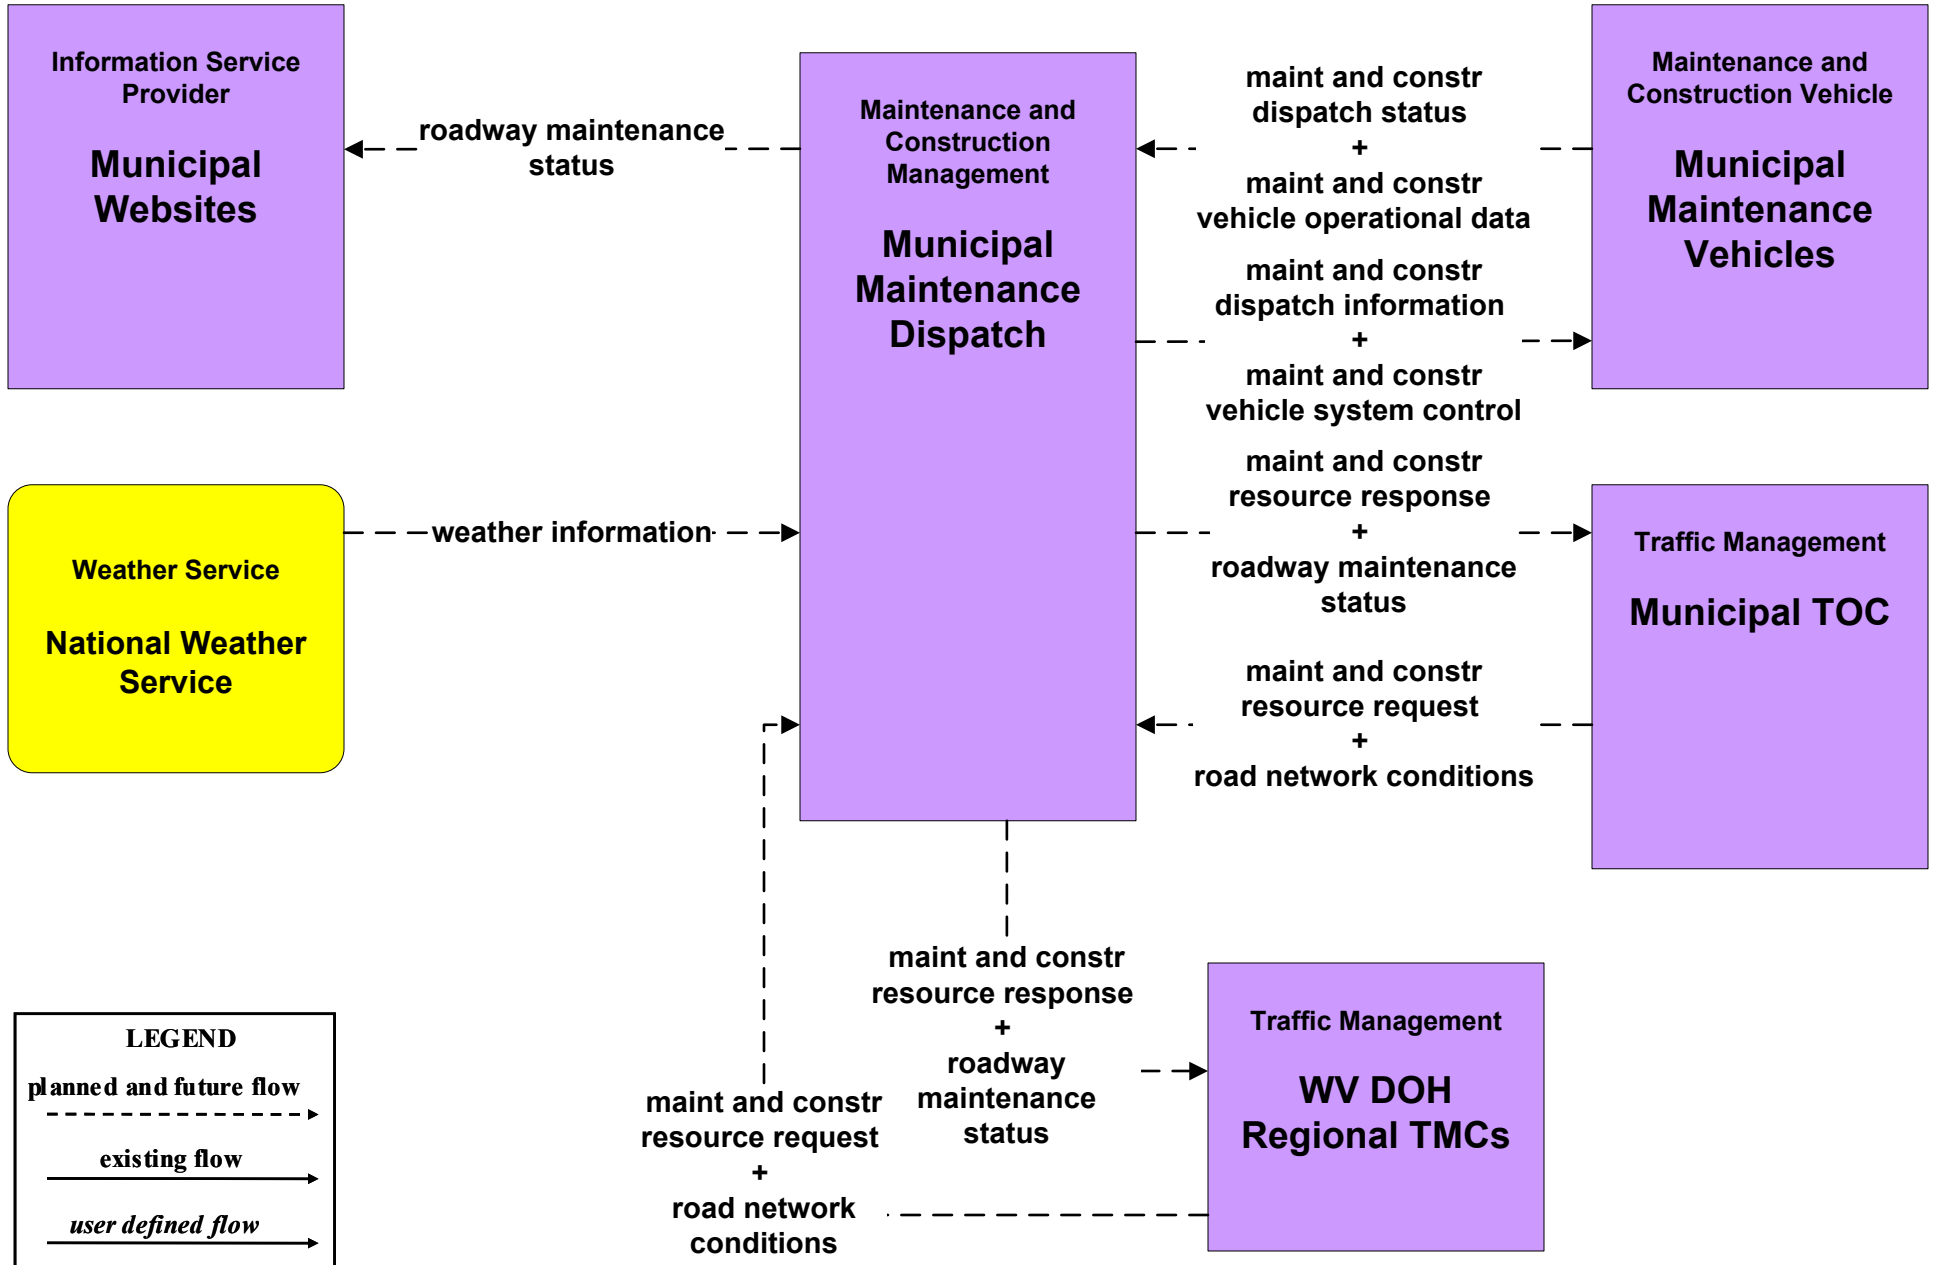 Information Service
Provider
Municipal
Websites
roadway maintenance
status
Maintenance and
Construction
Management
Municipal
Maintenance
Dispatch
maint and constr
dispatch status
+
maint and constr
vehicle operational data
maint and constr
dispatch information
+
maint and constr
vehicle system control
Maintenance and
Construction Vehicle
Municipal
Maintenance
Vehicles
Weather Service
National Weather
Service
weather information
maint and constr
resource response
+
roadway maintenance
status
maint and constr
resource request
+
road network conditions
Traffic Management
Municipal TOC
maint and constr
resource response
+
roadway
maintenance
status
maint and constr
resource request
+
road network
conditions
Traffic Management
WV DOH
Regional TMCs
LEGEND
planned and future flow
existing flow
user defined flow